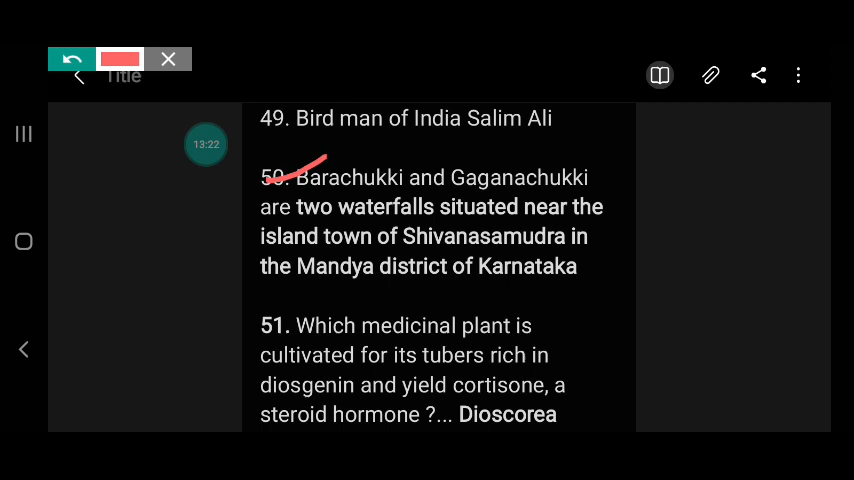 Title
13:22
49. Bird man of India Salim Ali
50. Barachukki and Gaganachukki
are two waterfalls situated near the
island town of Shivanasamudra in
the Mandya district of Karnataka
51. Which medicinal plant is
cultivated for its tubers rich in
diosgenin and yield cortisone, a
steroid hormone ?... Dioscorea